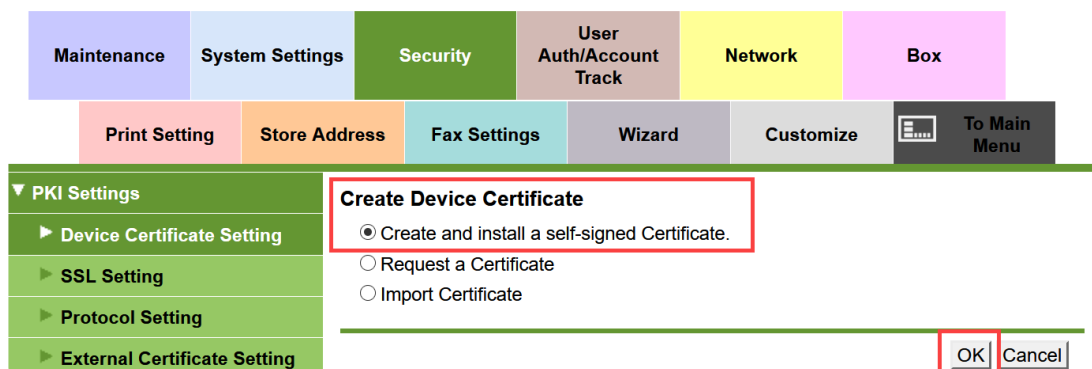 Maintenance
System Settings
Security
User
Auth/Account
Track
Network
Box
Print Setting
Store Address
Fax Settings
Wizard
Customize
To Main
Menu
PKI Settings
Device Certificate Setting
SSL Setting
Protocol Setting
External Certificate Setting
Create Device Certificate
Create and install a self-signed Certificate.
Request a Certificate
Import Certificate
OK
Cancel